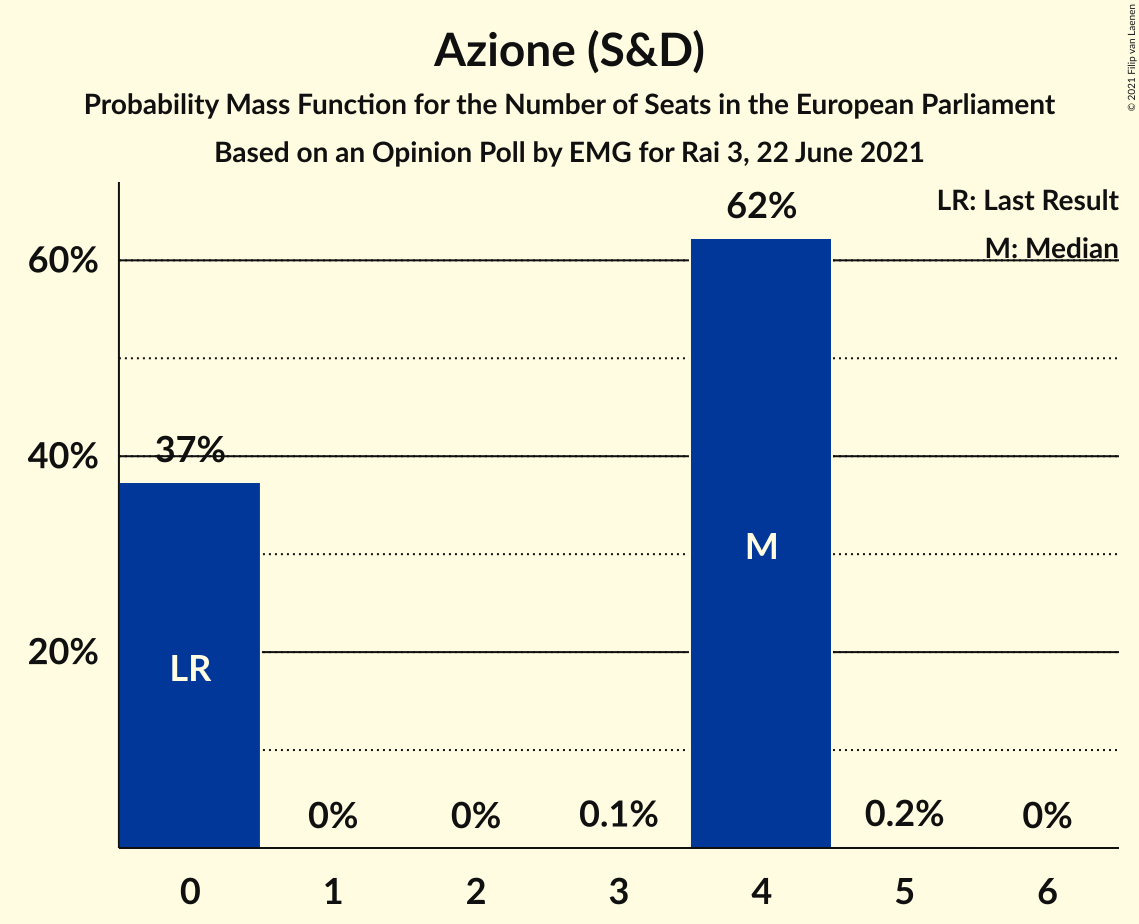 Azione (S&D)
Probability Mass Function for the Number of Seats in the European Parliament
Based on an Opinion Poll by EMG for Rai 3, 22 June 2021
© 2021 Filip van Laenen
LR: Last Result
M: Median
60%
40%
20%
37%
0%
0%
0.1%
62%
0.2%
0%
LR
M
0 1 2 3 4 5 6